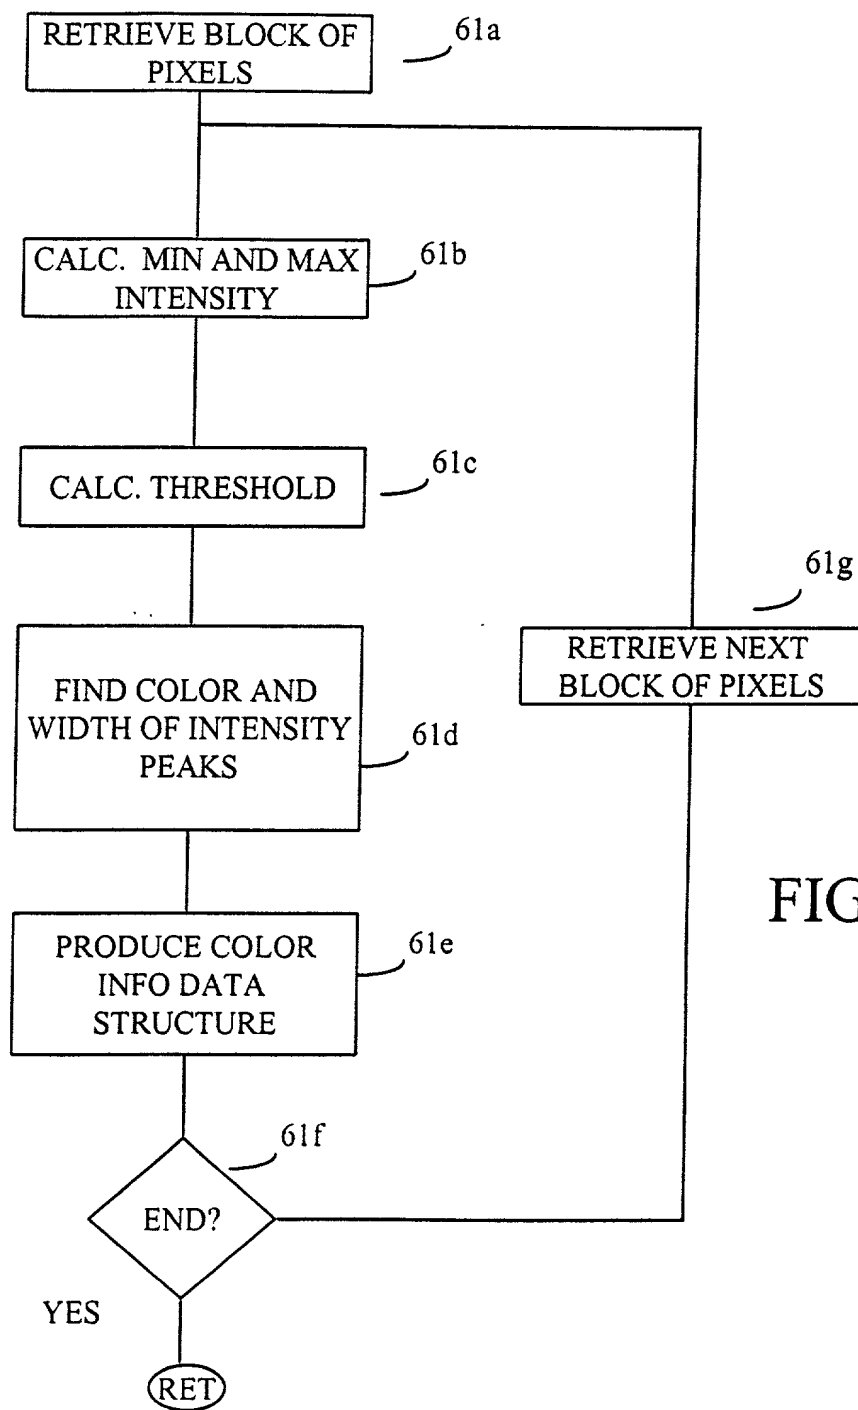 RETRIEVE BLOCK OF
PIXELS
61a
CALC. MIN AND MAX
INTENSITY
61b
CALC. THRESHOLD
61c
61g
RETRIEVE NEXT
BLOCK OF PIXELS
FIND COLOR AND
WIDTH OF INTENSITY
PEAKS
61d
FIG
PRODUCE COLOR
INFO DATA
STRUCTURE
61e
61f
END?
YES
RET